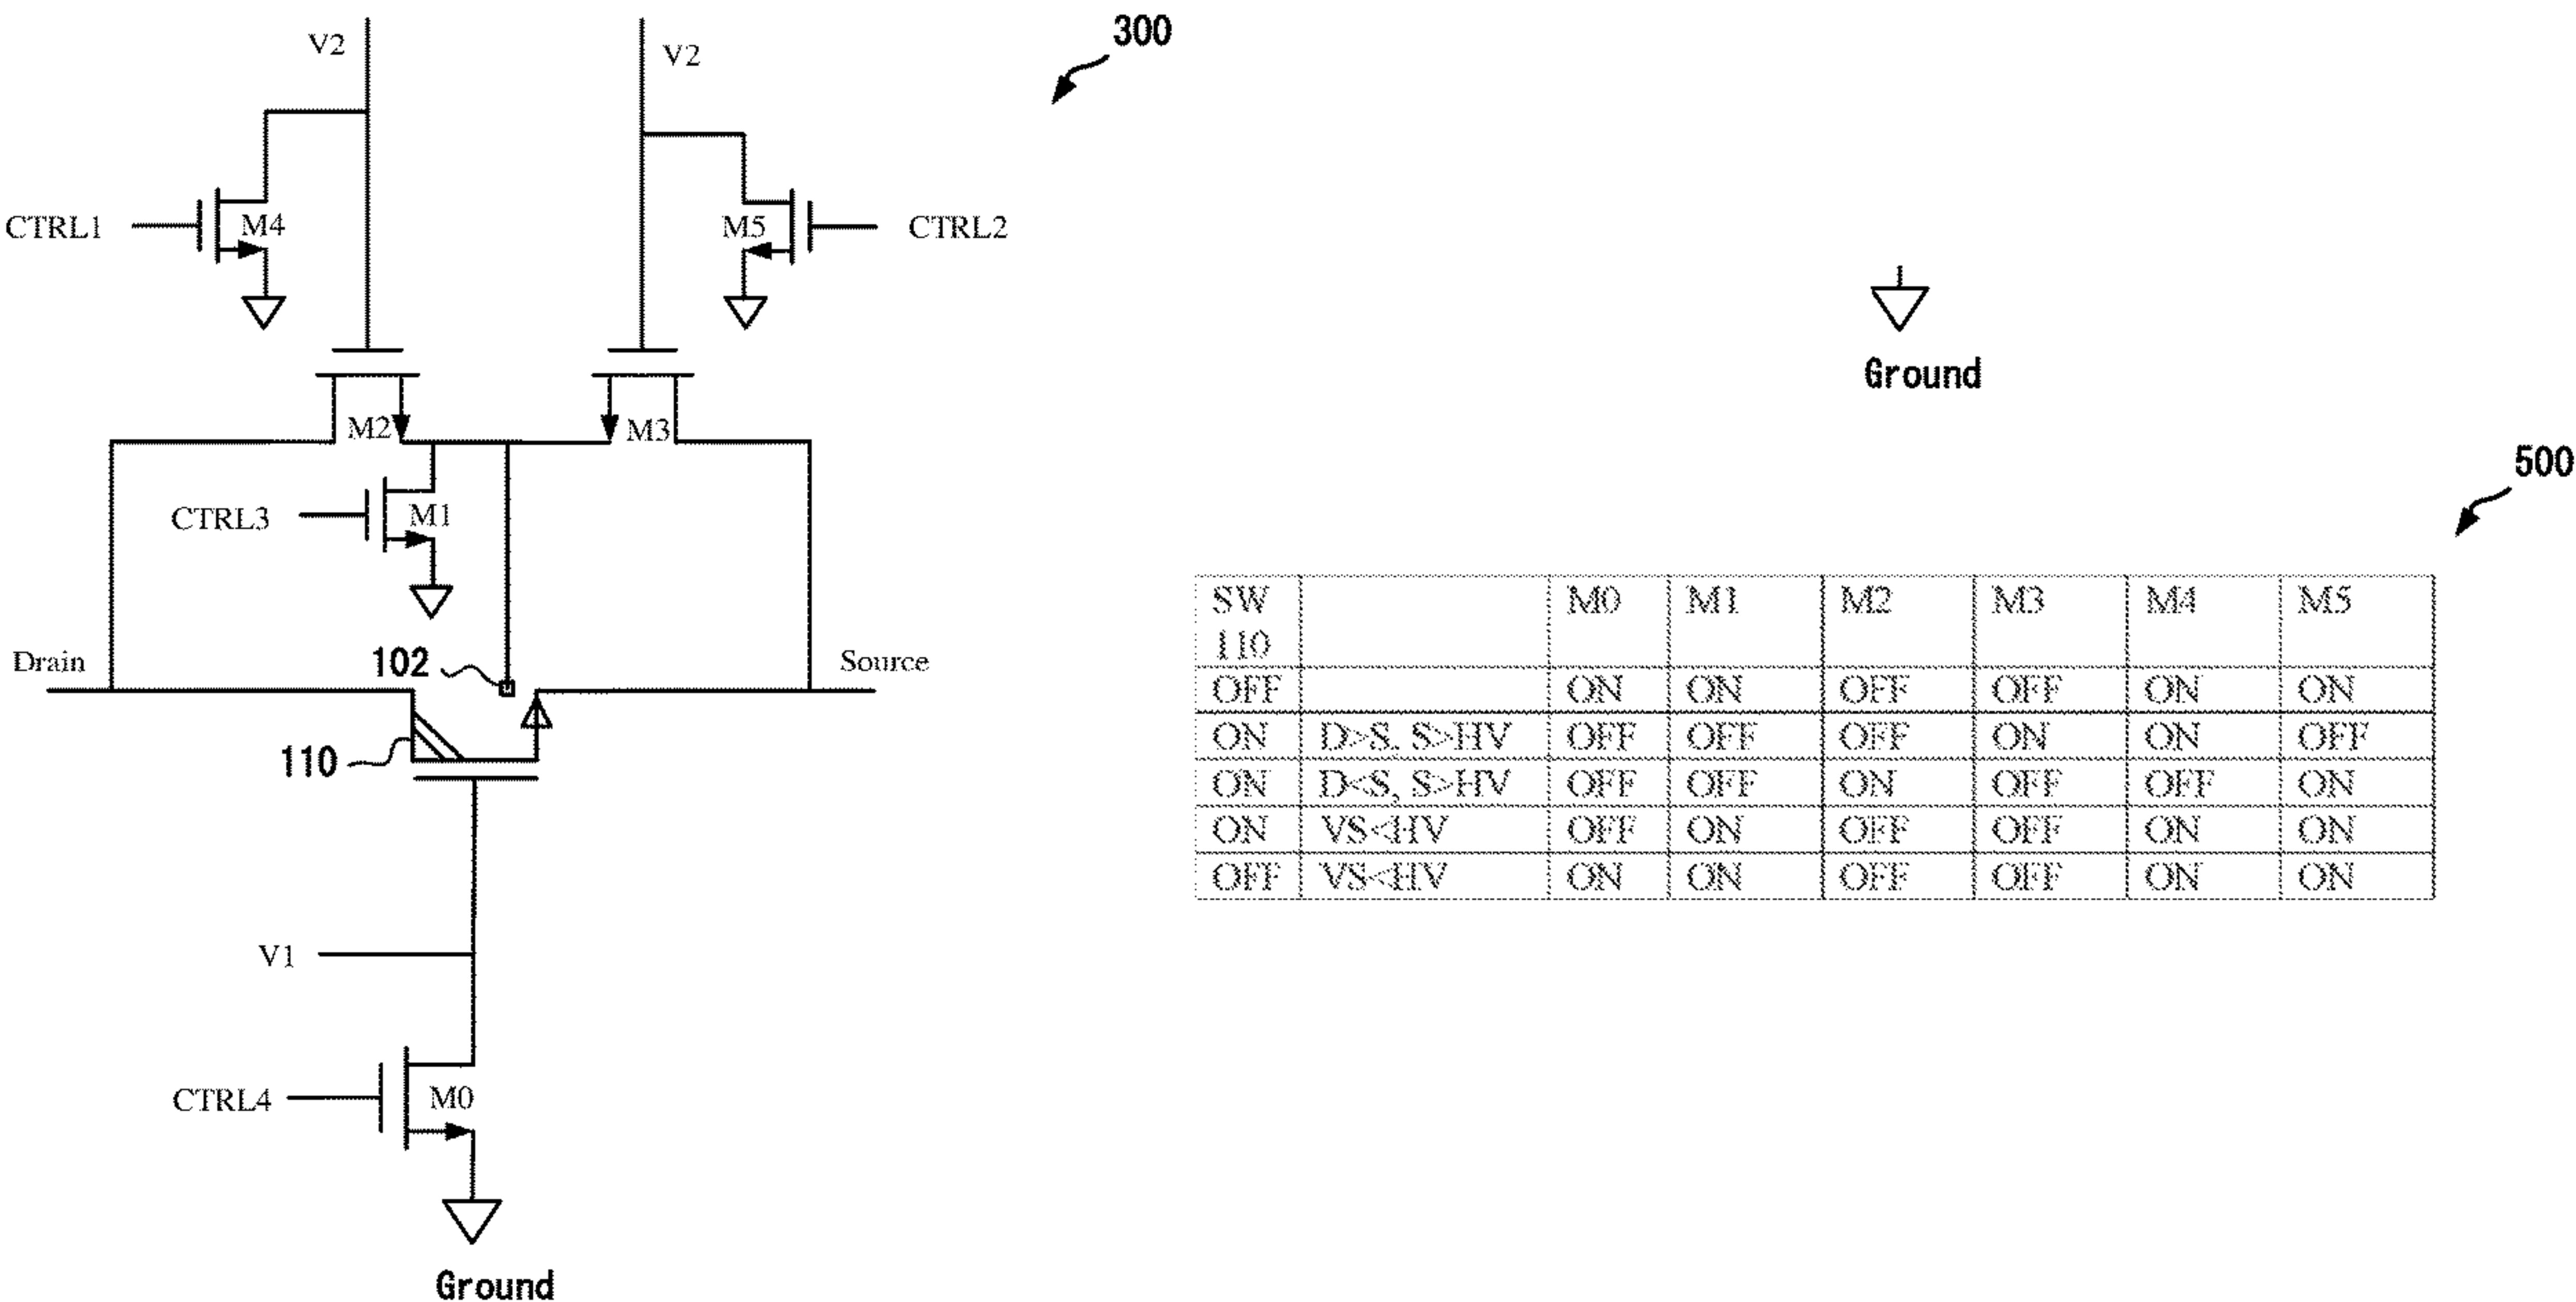 300
V2
V2
CTRL1
M4
M5
CTRL2
Ground
M2
M3
CTRL3
M1
500
Drain
102
Source
110
V1
CTRL4
M0
Ground
SW 110 M0 M1 M2 M3 M4 M5
OFF ON ON OFF OFF ON ON
ON D>S, S>HV OFF OFF OFF ON ON OFF
ON D<S, S>HV OFF OFF ON OFF OFF ON
ON VS<HV OFF ON OFF OFF ON ON
OFF VS<HV ON ON OFF OFF ON ON